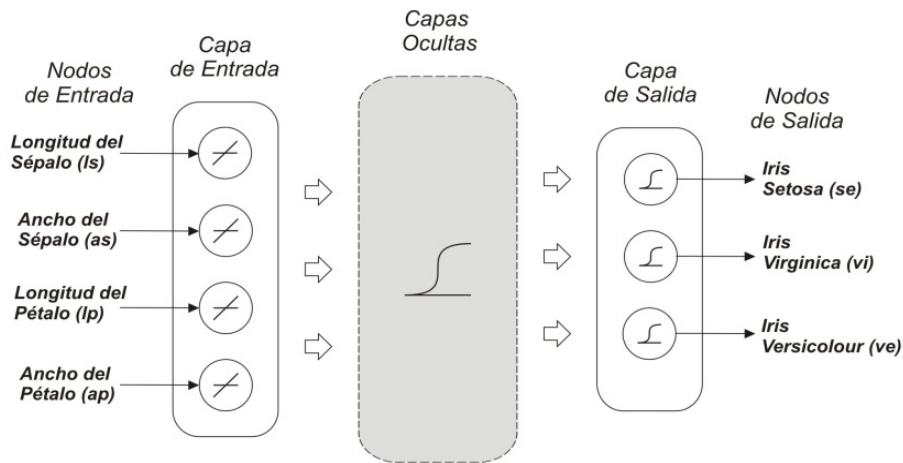 Nodos
de Entrada
Capa
de Entrada
Capas
Ocultas
Capa
de Salida
Nodos
de Salida
Longitud del
Sépalo (ls)
Ancho del
Sépalo (as)
Longitud del
Pétalo (lp)
Ancho del
Pétalo (ap)
Iris
Setosa (se)
Iris
Virginica (vi)
Iris
Versicolour (ve)